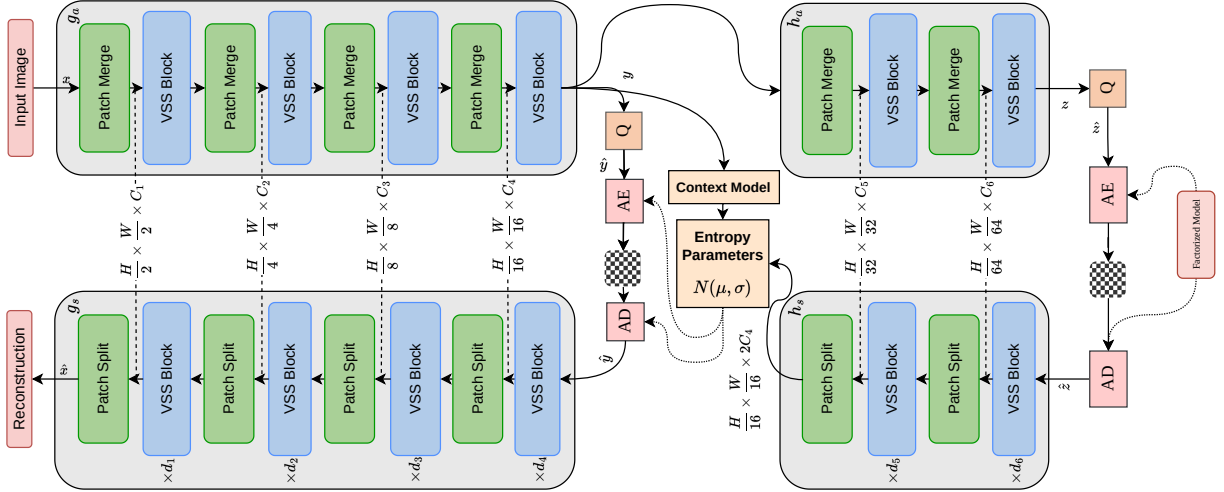 Input Image
x
g_a
Patch Merge
VSS Block
Patch Merge
VSS Block
Patch Merge
VSS Block
Patch Merge
VSS Block
y
h_a
Patch Merge
VSS Block
Patch Merge
VSS Block
z
Q
ẑ
AE
Factorized Model
AD
ẑ
Q
ŷ
AE
AD
ŷ
Context Model
Entropy
Parameters
N(μ, σ)
H/2 × W/2 × C_1
H/4 × W/4 × C_2
H/8 × W/8 × C_3
H/16 × W/16 × C_4
H/16 × W/16 × 2C_4
H/32 × W/32 × C_5
H/64 × W/64 × C_6
Reconstruction
x̂
g_s
Patch Split
VSS Block
×d_1
Patch Split
VSS Block
×d_2
Patch Split
VSS Block
×d_3
Patch Split
VSS Block
×d_4
h_s
Patch Split
VSS Block
×d_5
Patch Split
VSS Block
×d_6